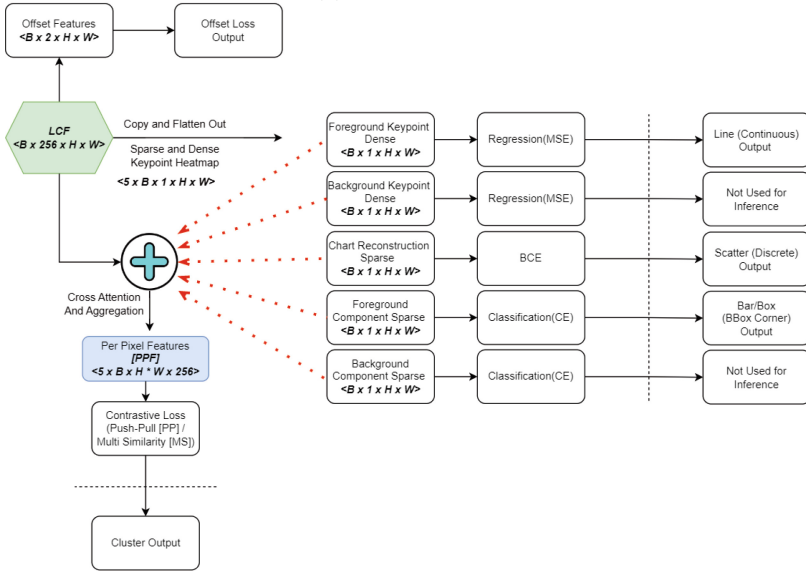 Offset Features
<B x 2 x H x W>
Offset Loss
Output
LCF
<B x 256 x H x W>
Copy and Flatten Out
Sparse and Dense
Keypoint Heatmap
<5 x B x 1 x H x W>
Foreground Keypoint
Dense
<B x 1 x H x W>
Regression(MSE)
Line (Continuous)
Output
Background Keypoint
Dense
<B x 1 x H x W>
Regression(MSE)
Not Used for
Inference
Chart Reconstruction
Sparse
<B x 1 x H x W>
BCE
Scatter (Discrete)
Output
Foreground
Component Sparse
<B x 1 x H x W>
Classification(CE)
Bar/Box
(BBox Corner)
Output
Background
Component Sparse
<B x 1 x H x W>
Classification(CE)
Not Used for
Inference
Cross Attention
And Aggregation
Per Pixel Features
[PPF]
<5 x B x H * W x 256>
Contrastive Loss
(Push-Pull [PP] /
Multi Similarity [MS])
Cluster Output